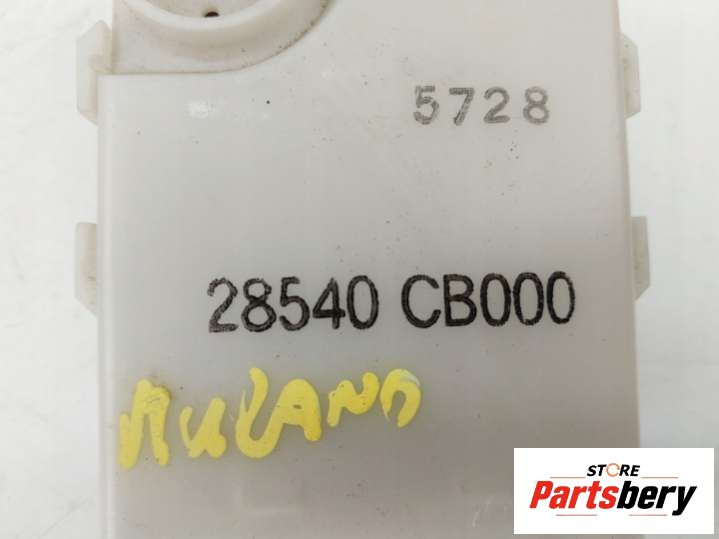 5728
28540 CB000
MURANO
STORE
Partsbery